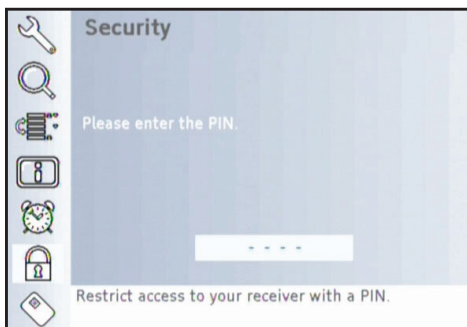 Security
Please enter the PIN.
- - - -
Restrict access to your receiver with a PIN.